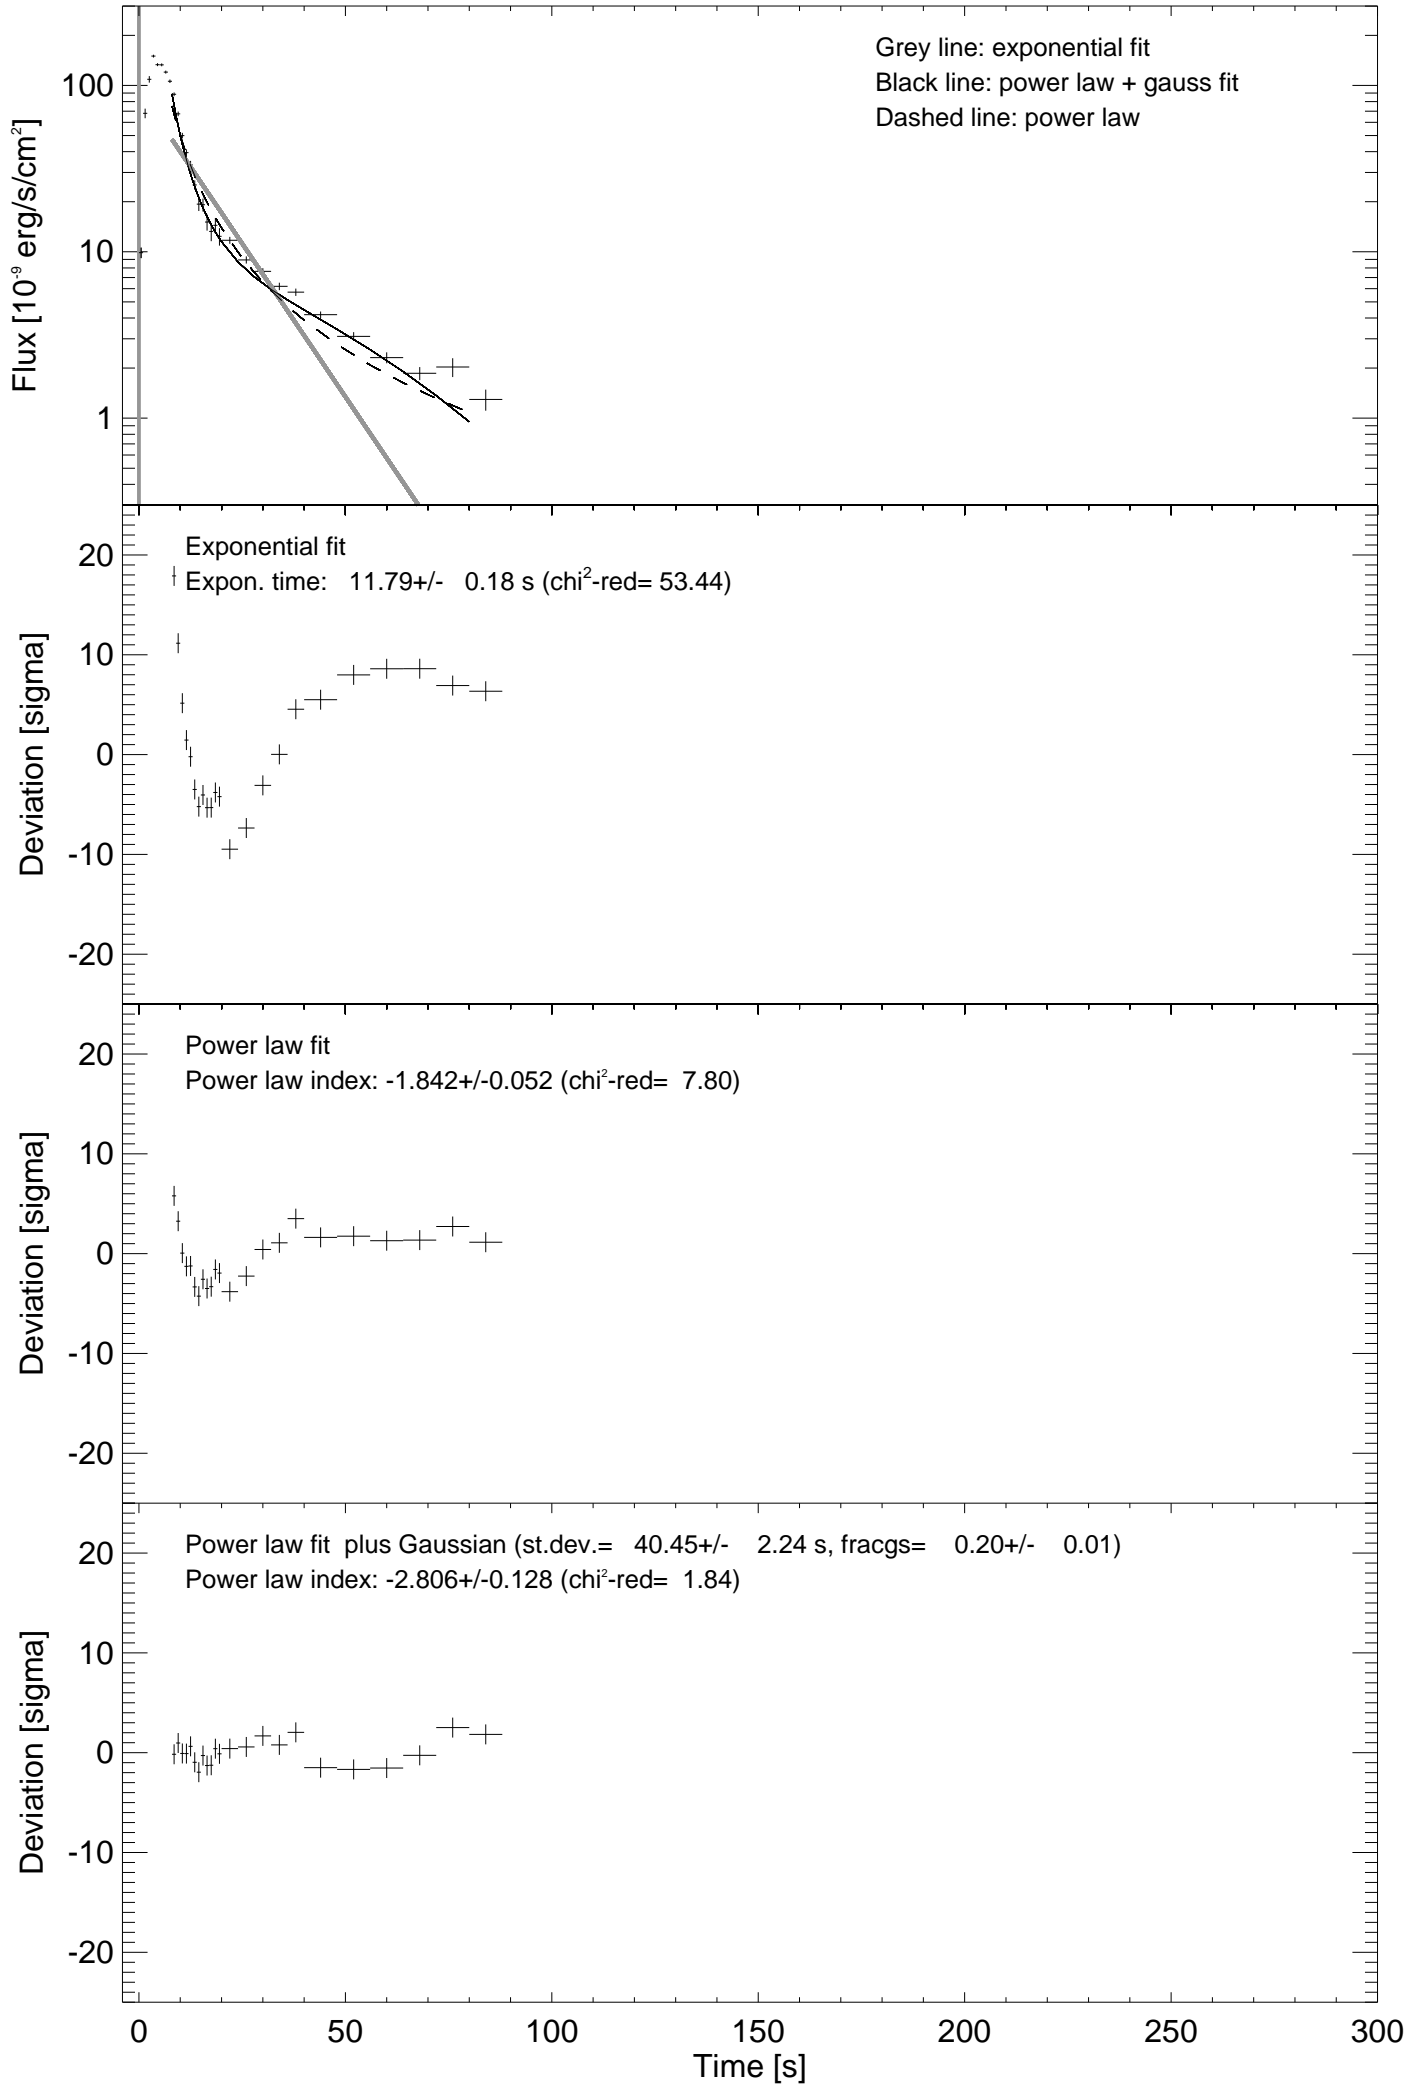 Grey line: exponential fit
Black line: power law + gauss fit
Dashed line: power law
100
10
1
Flux [10⁻⁹ erg/s/cm²]
Exponential fit
Expon. time: 11.79+/- 0.18 s (chi²-red= 53.44)
20
10
0
-10
-20
Deviation [sigma]
Power law fit
Power law index: -1.842+/-0.052 (chi²-red= 7.80)
20
10
0
-10
-20
Deviation [sigma]
Power law fit plus Gaussian (st.dev.= 40.45+/- 2.24 s, fracgs= 0.20+/- 0.01)
Power law index: -2.806+/-0.128 (chi²-red= 1.84)
20
10
0
-10
-20
Deviation [sigma]
0 50 100 150 200 250 300
Time [s]